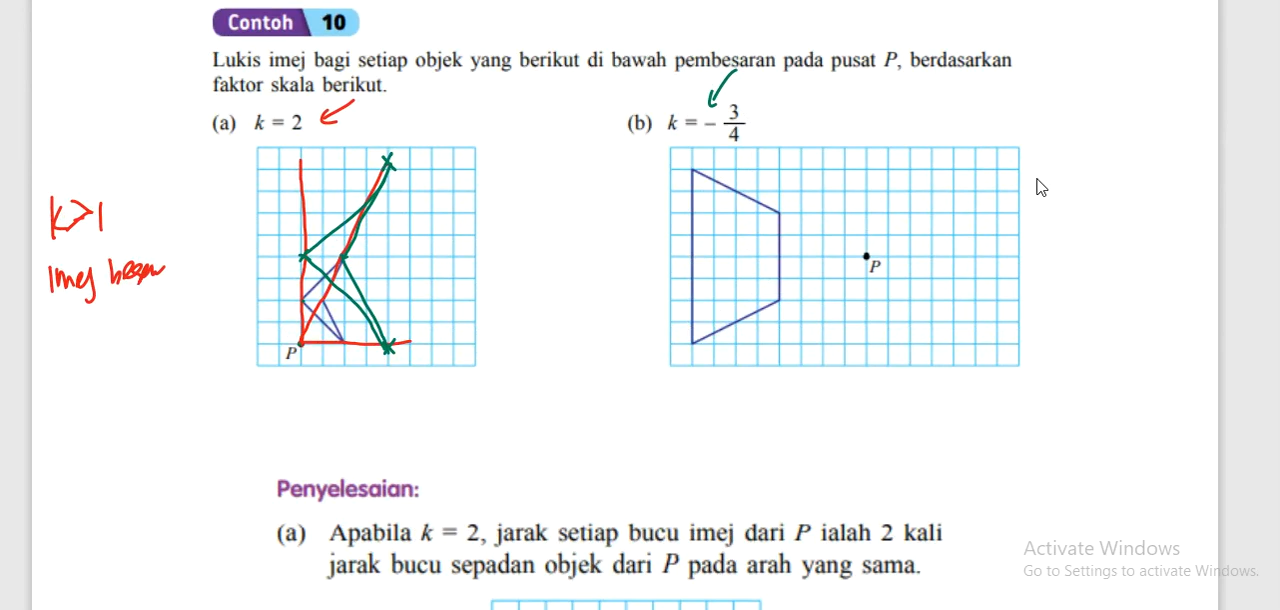 Contoh 10
Lukis imej bagi setiap objek yang berikut di bawah pembesaran pada pusat P, berdasarkan
faktor skala berikut.
(a) k = 2
(b) k = – 3/4
k>1
Imej besar
P
P
Penyelesaian:
(a) Apabila k = 2, jarak setiap bucu imej dari P ialah 2 kali
jarak bucu sepadan objek dari P pada arah yang sama.
Activate Windows
Go to Settings to activate Windows.